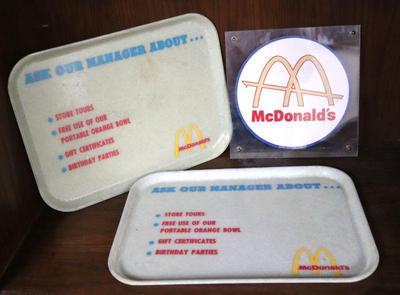 ASK OUR MANAGER ABOUT...
STORE TOURS
FREE USE OF OUR
PORTABLE ORANGE BOWL
GIFT CERTIFICATES
BIRTHDAY PARTIES
McDonald's
McDonald's
ASK OUR MANAGER ABOUT...
STORE TOURS
FREE USE OF OUR
PORTABLE ORANGE BOWL
GIFT CERTIFICATES
BIRTHDAY PARTIES
McDonald's